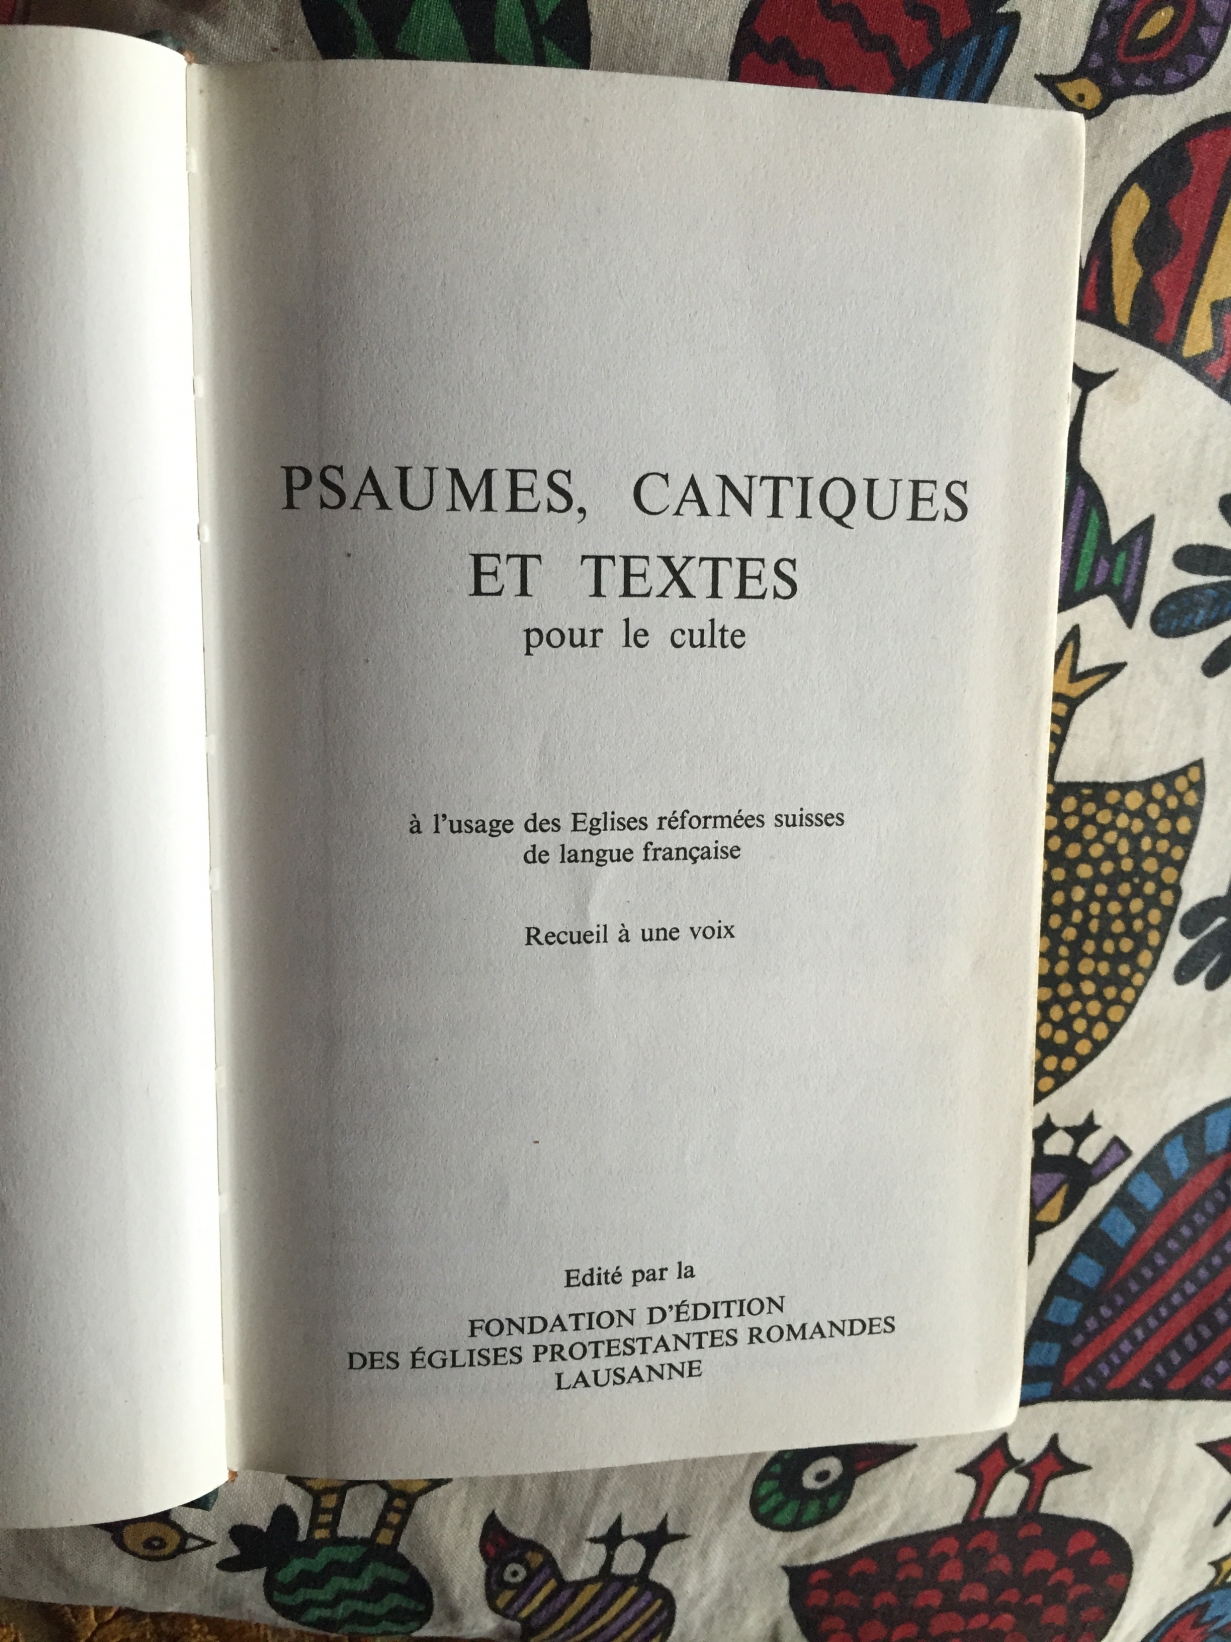 PSAUMES, CANTIQUES
ET TEXTES
pour le culte
à l'usage des Eglises réformées suisses
de langue française
Recueil à une voix
Edité par la
FONDATION D'ÉDITION
DES ÉGLISES PROTESTANTES ROMANDES
LAUSANNE